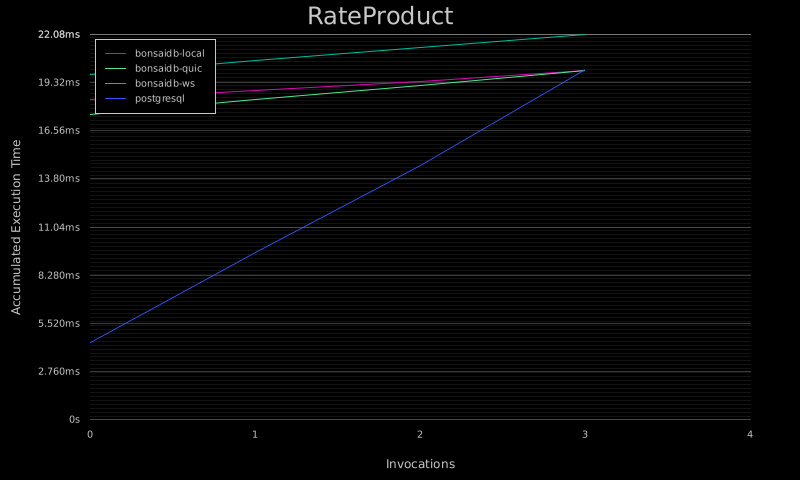 RateProduct
22.08ms
bonsaidb-local
bonsaidb-quic
bonsaidb-ws
postgresql
19.32ms
16.56ms
13.80ms
11.04ms
8.280ms
5.520ms
2.760ms
0s
Accumulated Execution Time
0 1 2 3 4
Invocations